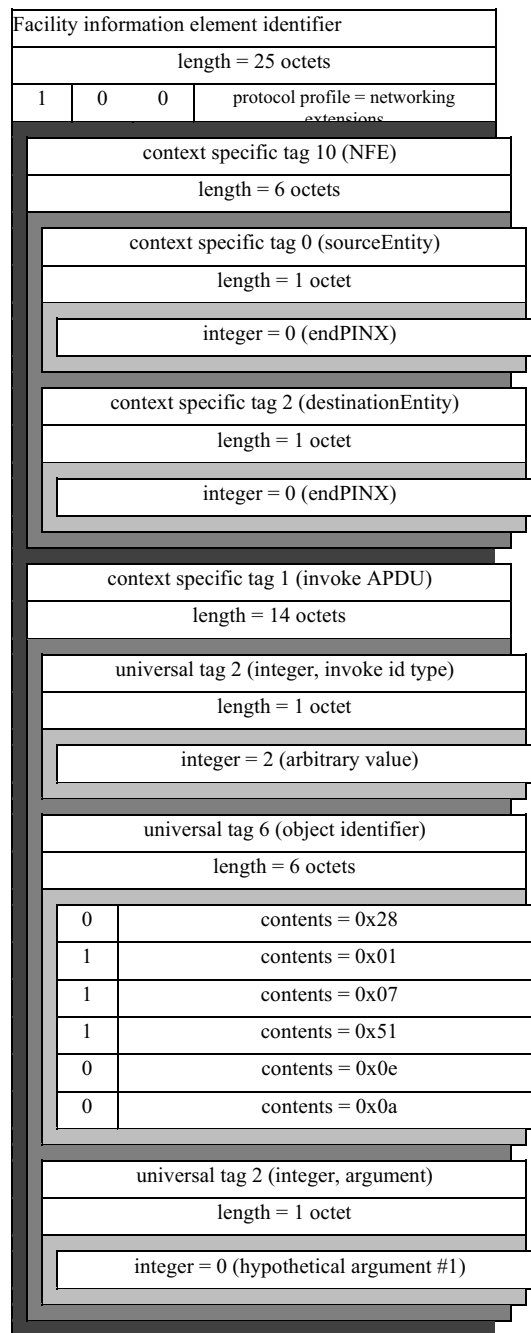 Facility information element identifier
length = 25 octets
1 0 0 protocol profile = networking
extensions
context specific tag 10 (NFE)
length = 6 octets
context specific tag 0 (sourceEntity)
length = 1 octet
integer = 0 (endPINX)
context specific tag 2 (destinationEntity)
length = 1 octet
integer = 0 (endPINX)
context specific tag 1 (invoke APDU)
length = 14 octets
universal tag 2 (integer, invoke id type)
length = 1 octet
integer = 2 (arbitrary value)
universal tag 6 (object identifier)
length = 6 octets
0 contents = 0x28
1 contents = 0x01
1 contents = 0x07
1 contents = 0x51
0 contents = 0x0e
0 contents = 0x0a
universal tag 2 (integer, argument)
length = 1 octet
integer = 0 (hypothetical argument #1)